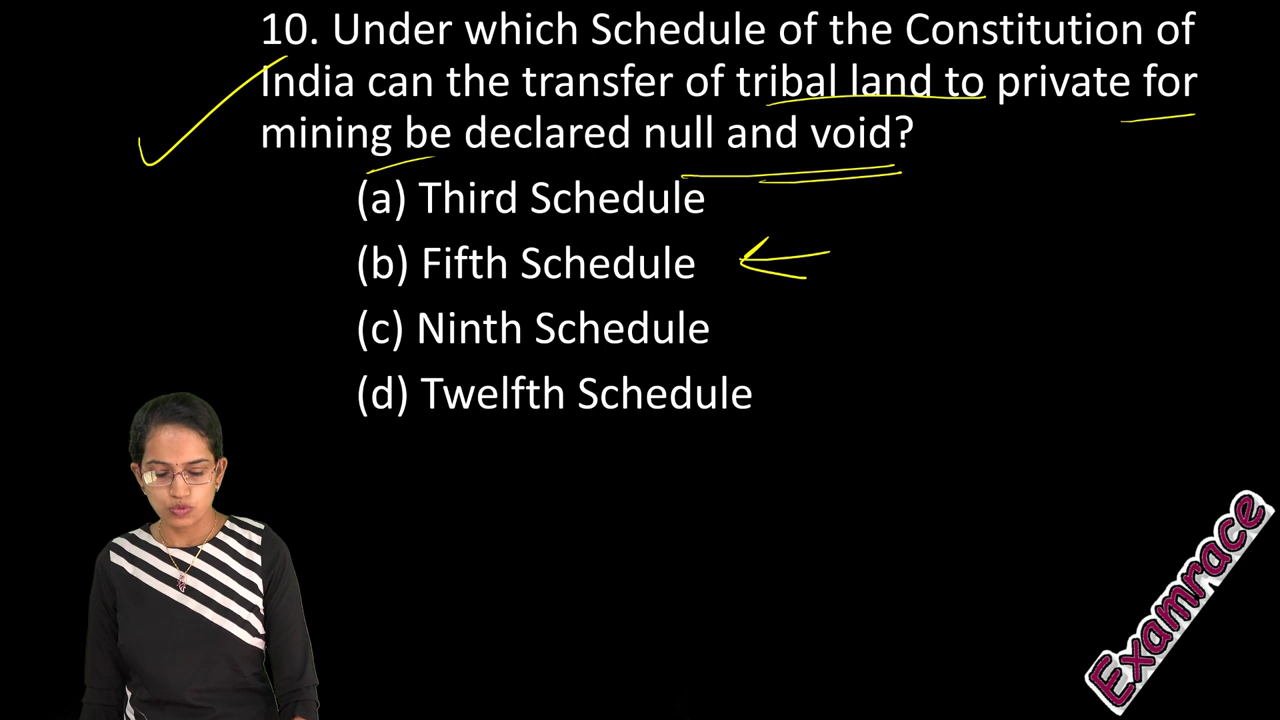 10. Under which Schedule of the Constitution of
India can the transfer of tribal land to private for
mining be declared null and void?
(a) Third Schedule
(b) Fifth Schedule
(c) Ninth Schedule
(d) Twelfth Schedule
Examrace